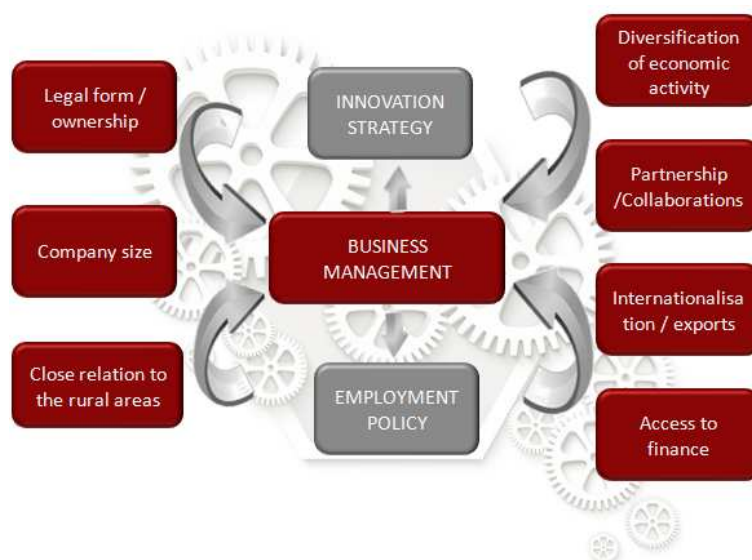 Legal form /
ownership
Company size
Close relation to
the rural areas
INNOVATION
STRATEGY
BUSINESS
MANAGEMENT
EMPLOYMENT
POLICY
Diversification
of economic
activity
Partnership
/Collaborations
Internationalisa
tion / exports
Access to
finance